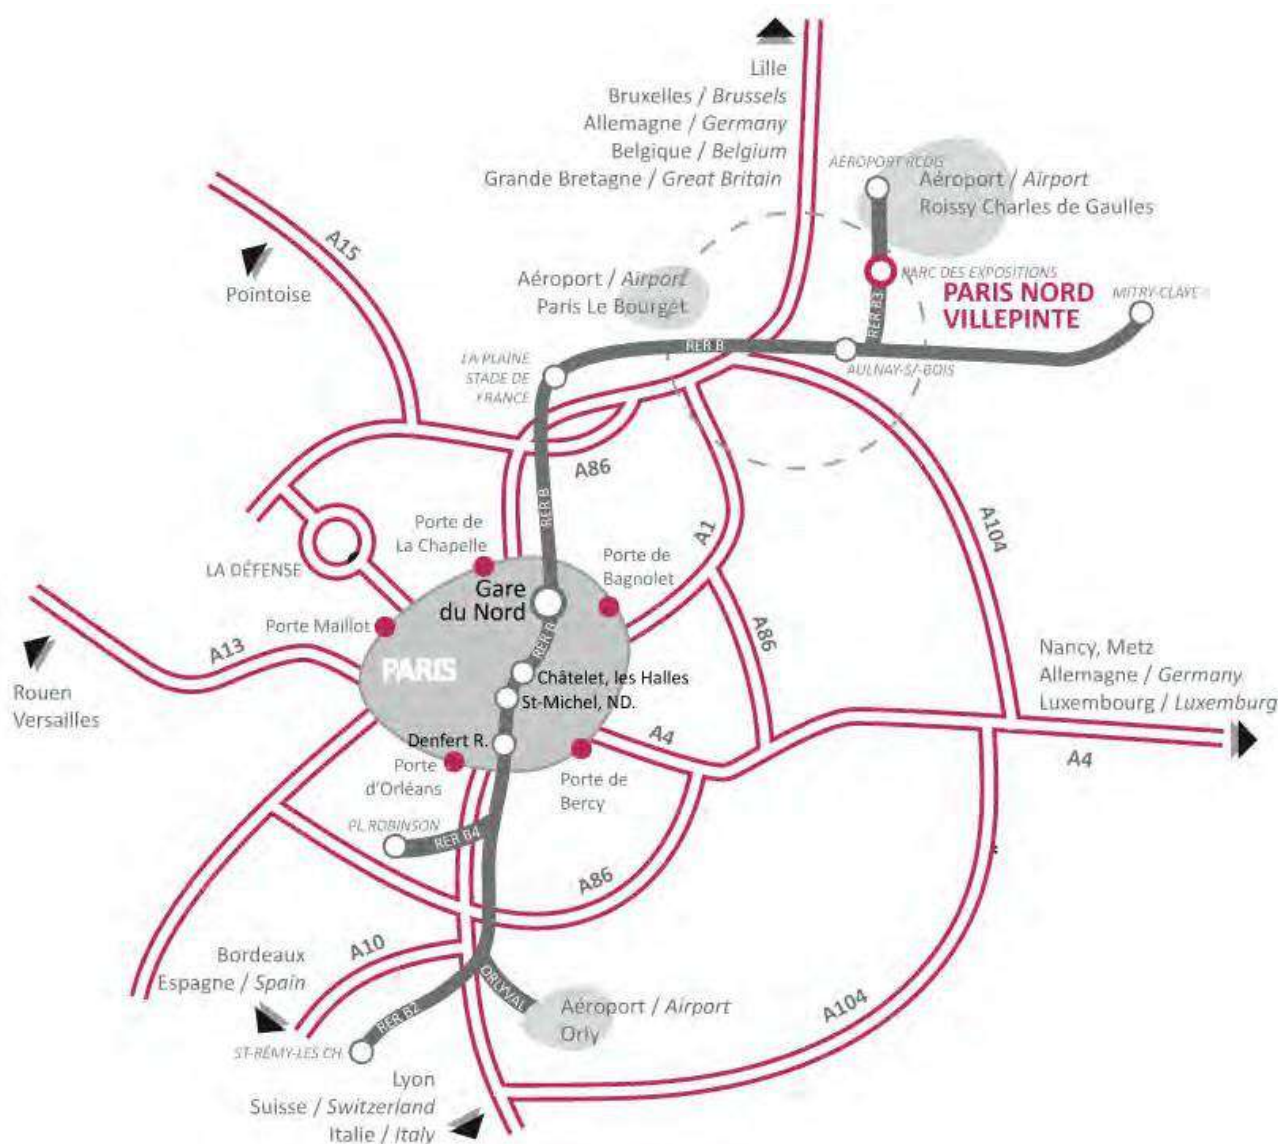 Lille
Bruxelles / Brussels
Allemagne / Germany
Belgique / Belgium
Grande Bretagne / Great Britain
AÉROPORT RCDG
Aéroport / Airport
Roissy Charles de Gaulles
A15
Pointoise
Aéroport / Airport
Paris Le Bourget
PARC DES EXPOSITIONS
PARIS NORD
VILLEPINTE
MITRY-CLAYE
RER B3
RER B
LA PLAINE
STADE DE
FRANCE
AULNAY-S/-BOIS
A86
RER B
A1
A104
Porte de
La Chapelle
LA DÉFENSE
Gare
du Nord
Porte de
Bagnolet
Porte Maillot
RER B
A86
A13
PARIS
Rouen
Versailles
Châtelet, les Halles
St-Michel, ND.
Denfert R.
Nancy, Metz
Allemagne / Germany
Luxembourg / Luxemburg
A4
A4
Porte
d'Orléans
Porte de
Bercy
PL.ROBINSON
RER B4
A86
A10
Bordeaux
Espagne / Spain
RER B2
ORLYVAL
Aéroport / Airport
Orly
A104
ST-RÉMY-LES CH.
Lyon
Suisse / Switzerland
Italie / Italy